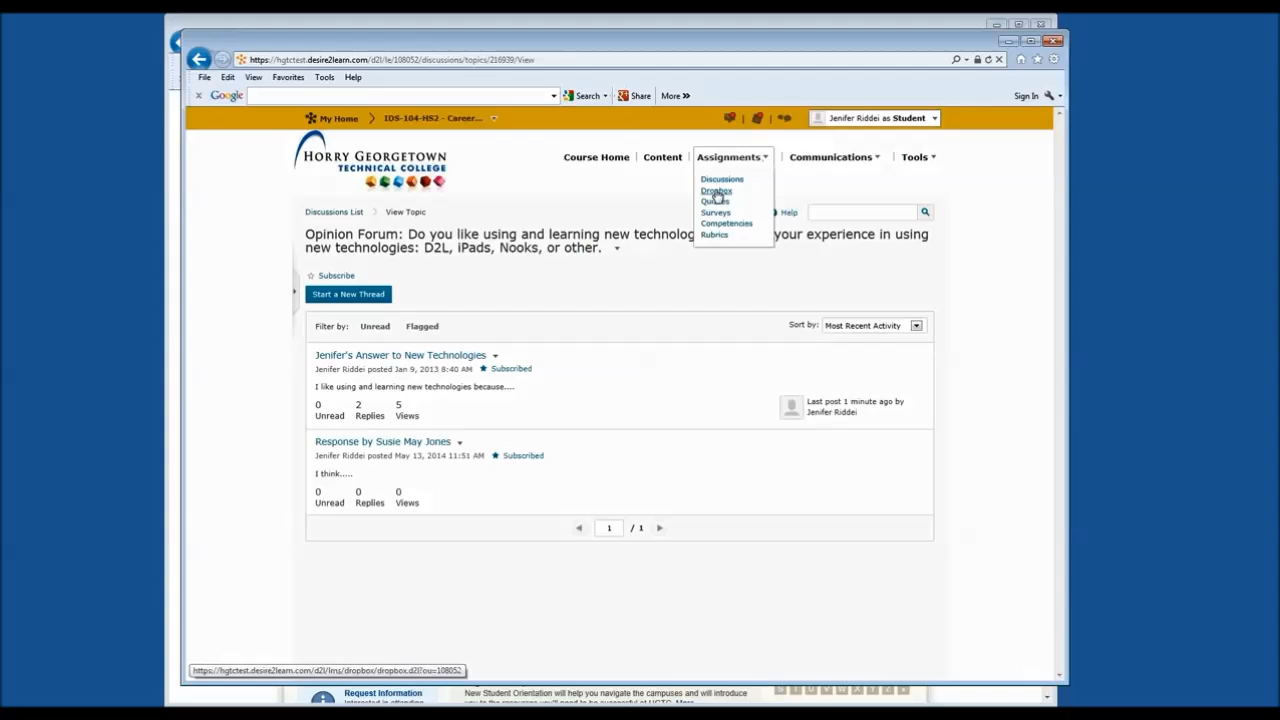 https://hgtctest.desire2learn.com/d2l/le/108052/discussions/topics/216939/View
File Edit View Favorites Tools Help
x Google Search Share More » Sign In
My Home IDS-104-HS2 - Career... Jenifer Riddei as Student
HORRY GEORGETOWN
TECHNICAL COLLEGE
Course Home Content Assignments Communications Tools
Discussions
Dropbox
Quizzes
Surveys
Competencies
Rubrics
Discussions List View Topic Help
Opinion Forum: Do you like using and learning new technolog your experience in using
new technologies: D2L, iPads, Nooks, or other.
Subscribe
Start a New Thread
Filter by: Unread Flagged Sort by: Most Recent Activity
Jenifer's Answer to New Technologies
Jenifer Riddei posted Jan 9, 2013 8:40 AM Subscribed
I like using and learning new technologies because....
0 2 5
Unread Replies Views
Last post 1 minute ago by
Jenifer Riddei
Response by Susie May Jones
Jenifer Riddei posted May 13, 2014 11:51 AM Subscribed
I think.....
0 0 0
Unread Replies Views
1 / 1
https://hgtctest.desire2learn.com/d2l/lms/dropbox/dropbox.d2l?ou=108052
Request Information
New Student Orientation will help you navigate the campuses and will introduce